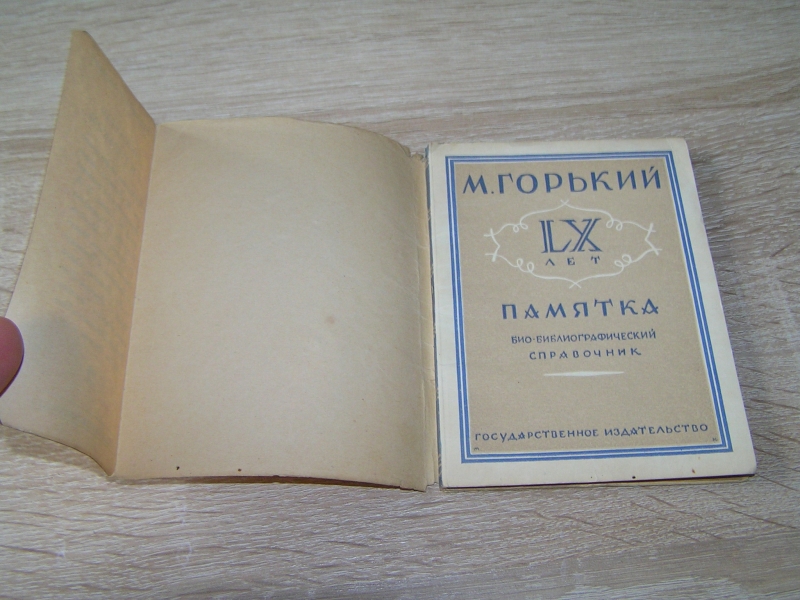 М.ГОРЬКИЙ
LX
ЛЕТ
ПАМЯТКА
БИО-БИБЛИОГРАФИЧЕСКИЙ
СПРАВОЧНИК
ГОСУДАРСТВЕННОЕ ИЗДАТЕЛЬСТВО